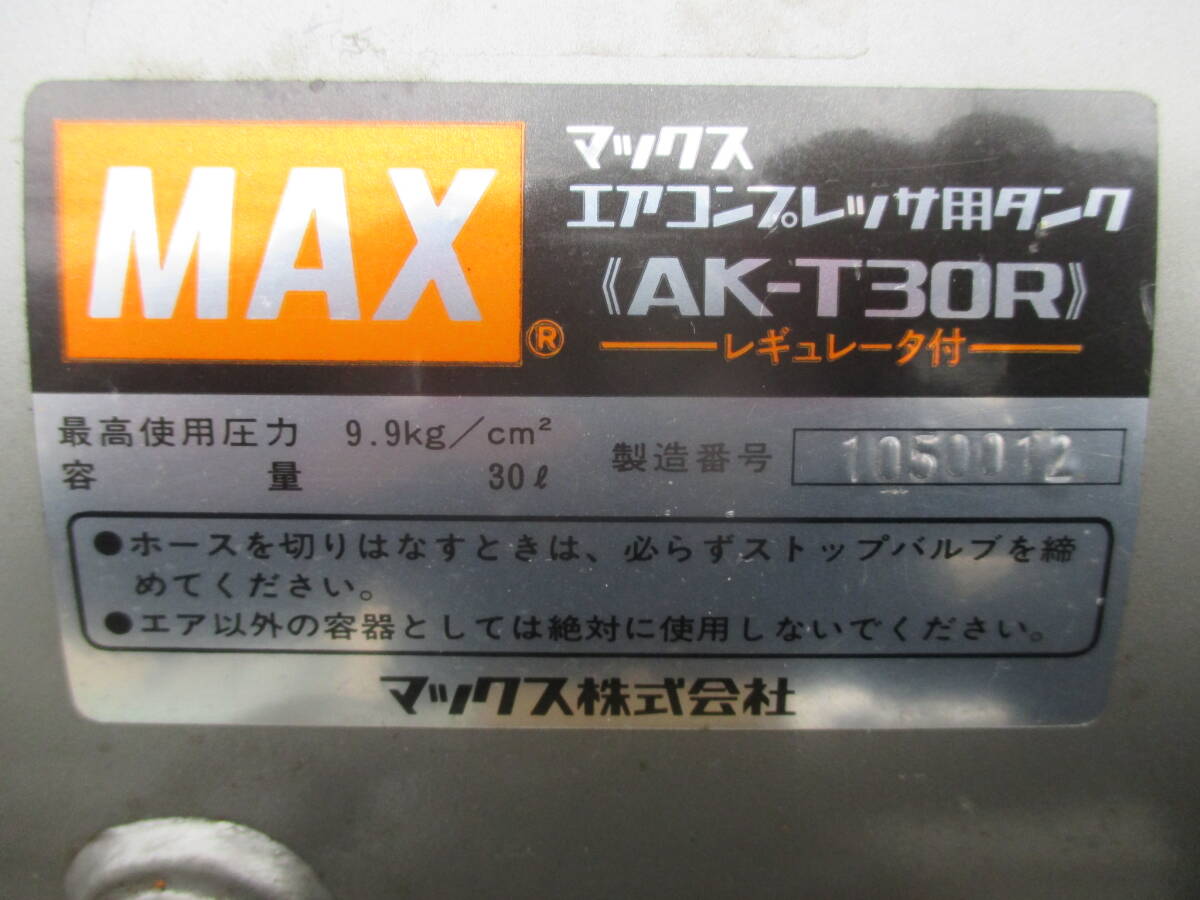 MAX®
マックス
エアコンプレッサ用タンク
《AK-T30R》
レギュレータ付
最高使用圧力 9.9kg/cm²
容量 30ℓ
製造番号 1050012
●ホースを切りはなすときは、必らずストップバルブを締
めてください。
●エア以外の容器としては絶対に使用しないでください。
マックス株式会社